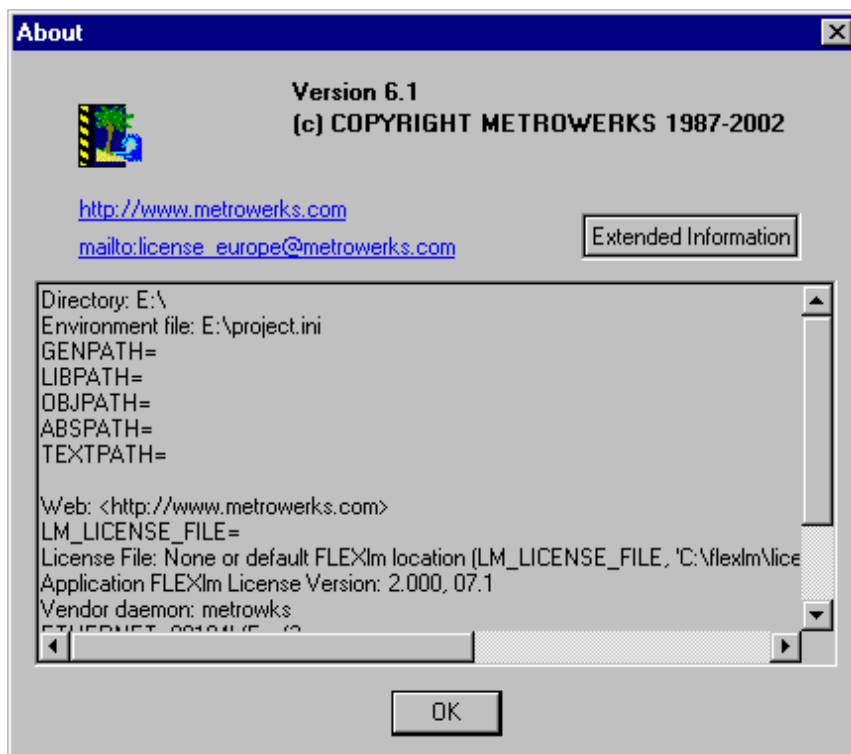 About
Version 6.1
(c) COPYRIGHT METROWERKS 1987-2002
http://www.metrowerks.com
mailto:license_europe@metrowerks.com
Extended Information
Directory: E:\
Environment file: E:\project.ini
GENPATH=
LIBPATH=
OBJPATH=
ABSPATH=
TEXTPATH=
Web: <http://www.metrowerks.com>
LM_LICENSE_FILE=
License File: None or default FLEXlm location (LM_LICENSE_FILE, 'C:\flexlm\lice
Application FLEXlm License Version: 2.000, 07.1
Vendor daemon: metrowks
OK